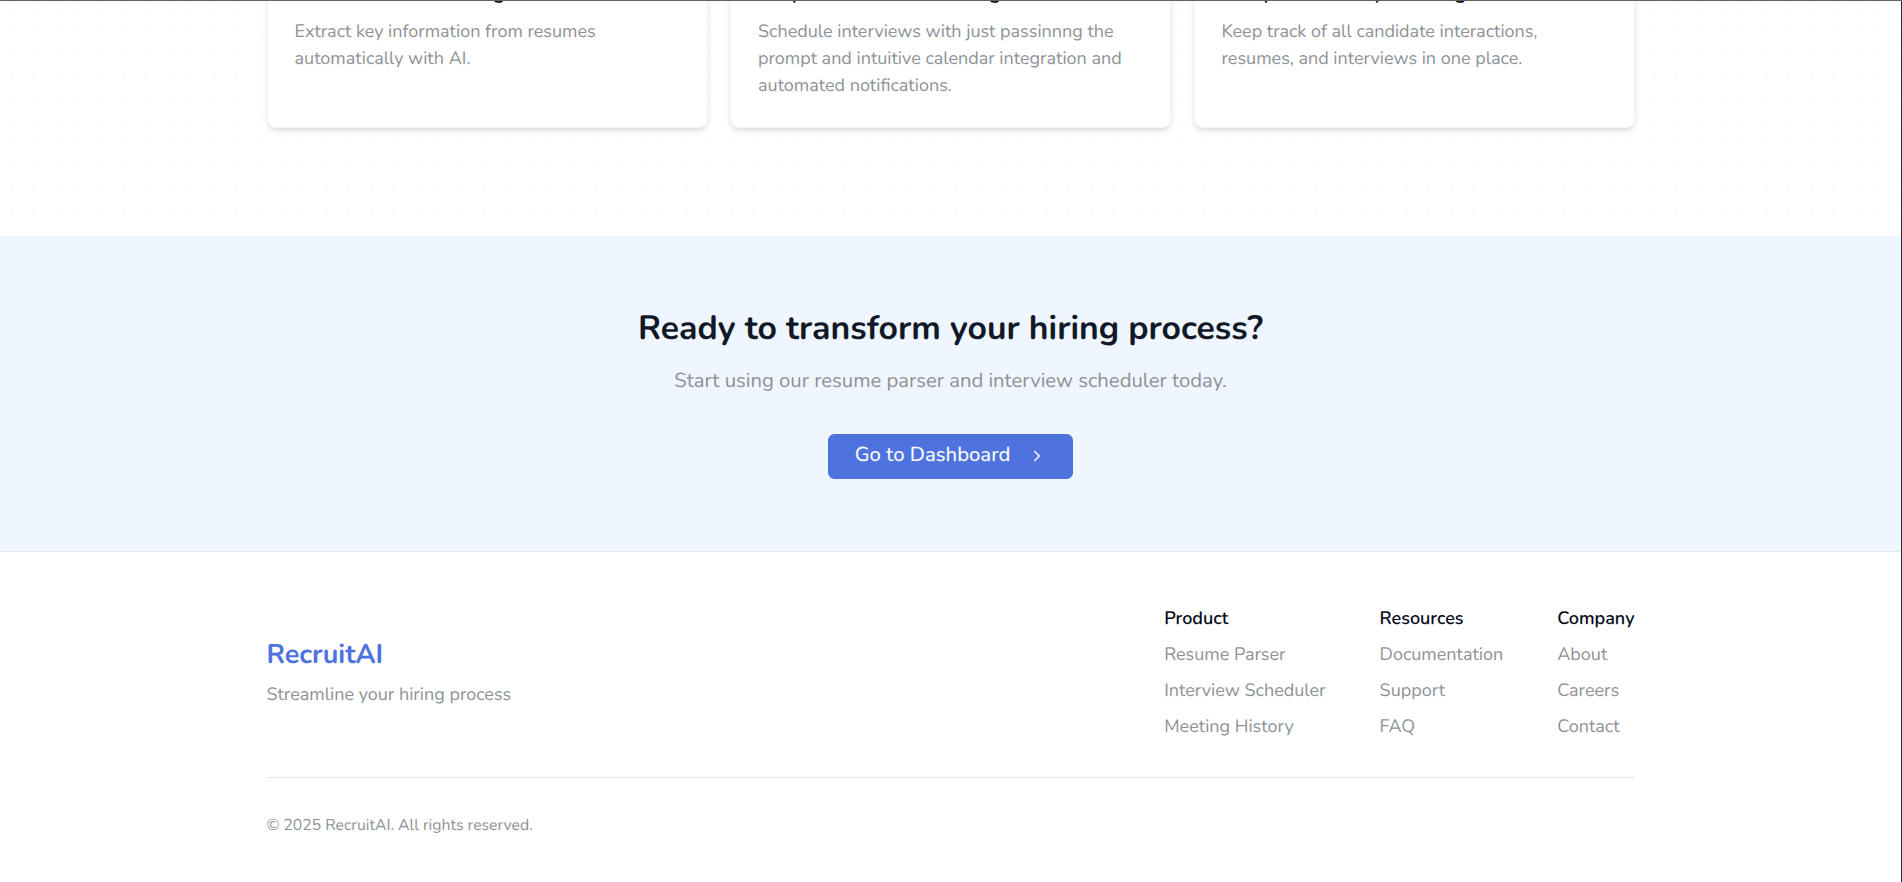 Extract key information from resumes
automatically with AI.
Schedule interviews with just passinng the
prompt and intuitive calendar integration and
automated notifications.
Keep track of all candidate interactions,
resumes, and interviews in one place.
Ready to transform your hiring process?
Start using our resume parser and interview scheduler today.
Go to Dashboard
RecruitAI
Streamline your hiring process
Product
Resume Parser
Interview Scheduler
Meeting History
Resources
Documentation
Support
FAQ
Company
About
Careers
Contact
© 2025 RecruitAI. All rights reserved.